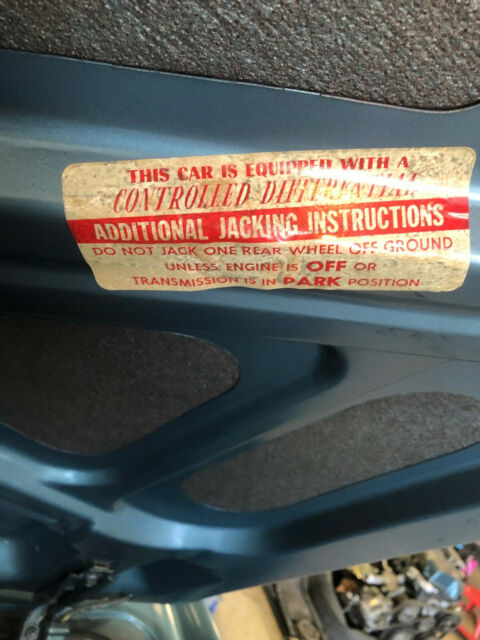 THIS CAR IS EQUIPPED WITH A
CONTROLLED DIFFERENTIAL
ADDITIONAL JACKING INSTRUCTIONS
DO NOT JACK ONE REAR WHEEL OFF GROUND
UNLESS ENGINE IS OFF OR
TRANSMISSION IS IN PARK POSITION